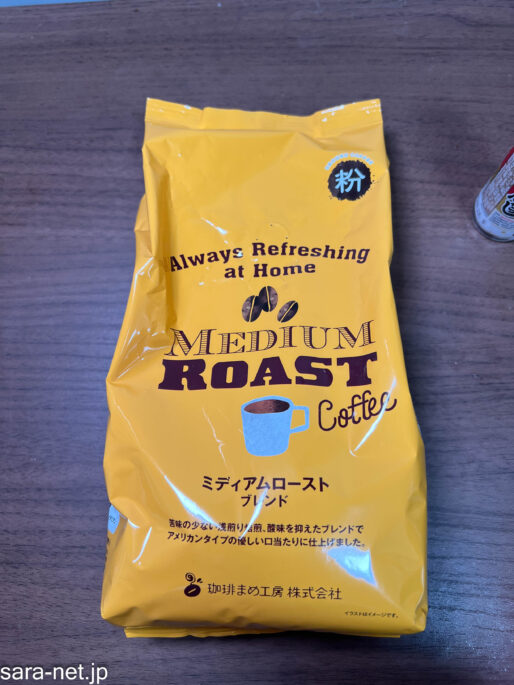 粉
Always Refreshing
at Home
MEDIUM
ROAST
Coffee
ミディアムロースト
ブレンド
苦味の少ない浅煎り焙煎、酸味を抑えたブレンドで
アメリカンタイプの優しい口当たりに仕上げました。
珈琲まめ工房 株式会社
イラストはイメージです。
sara-net.jp